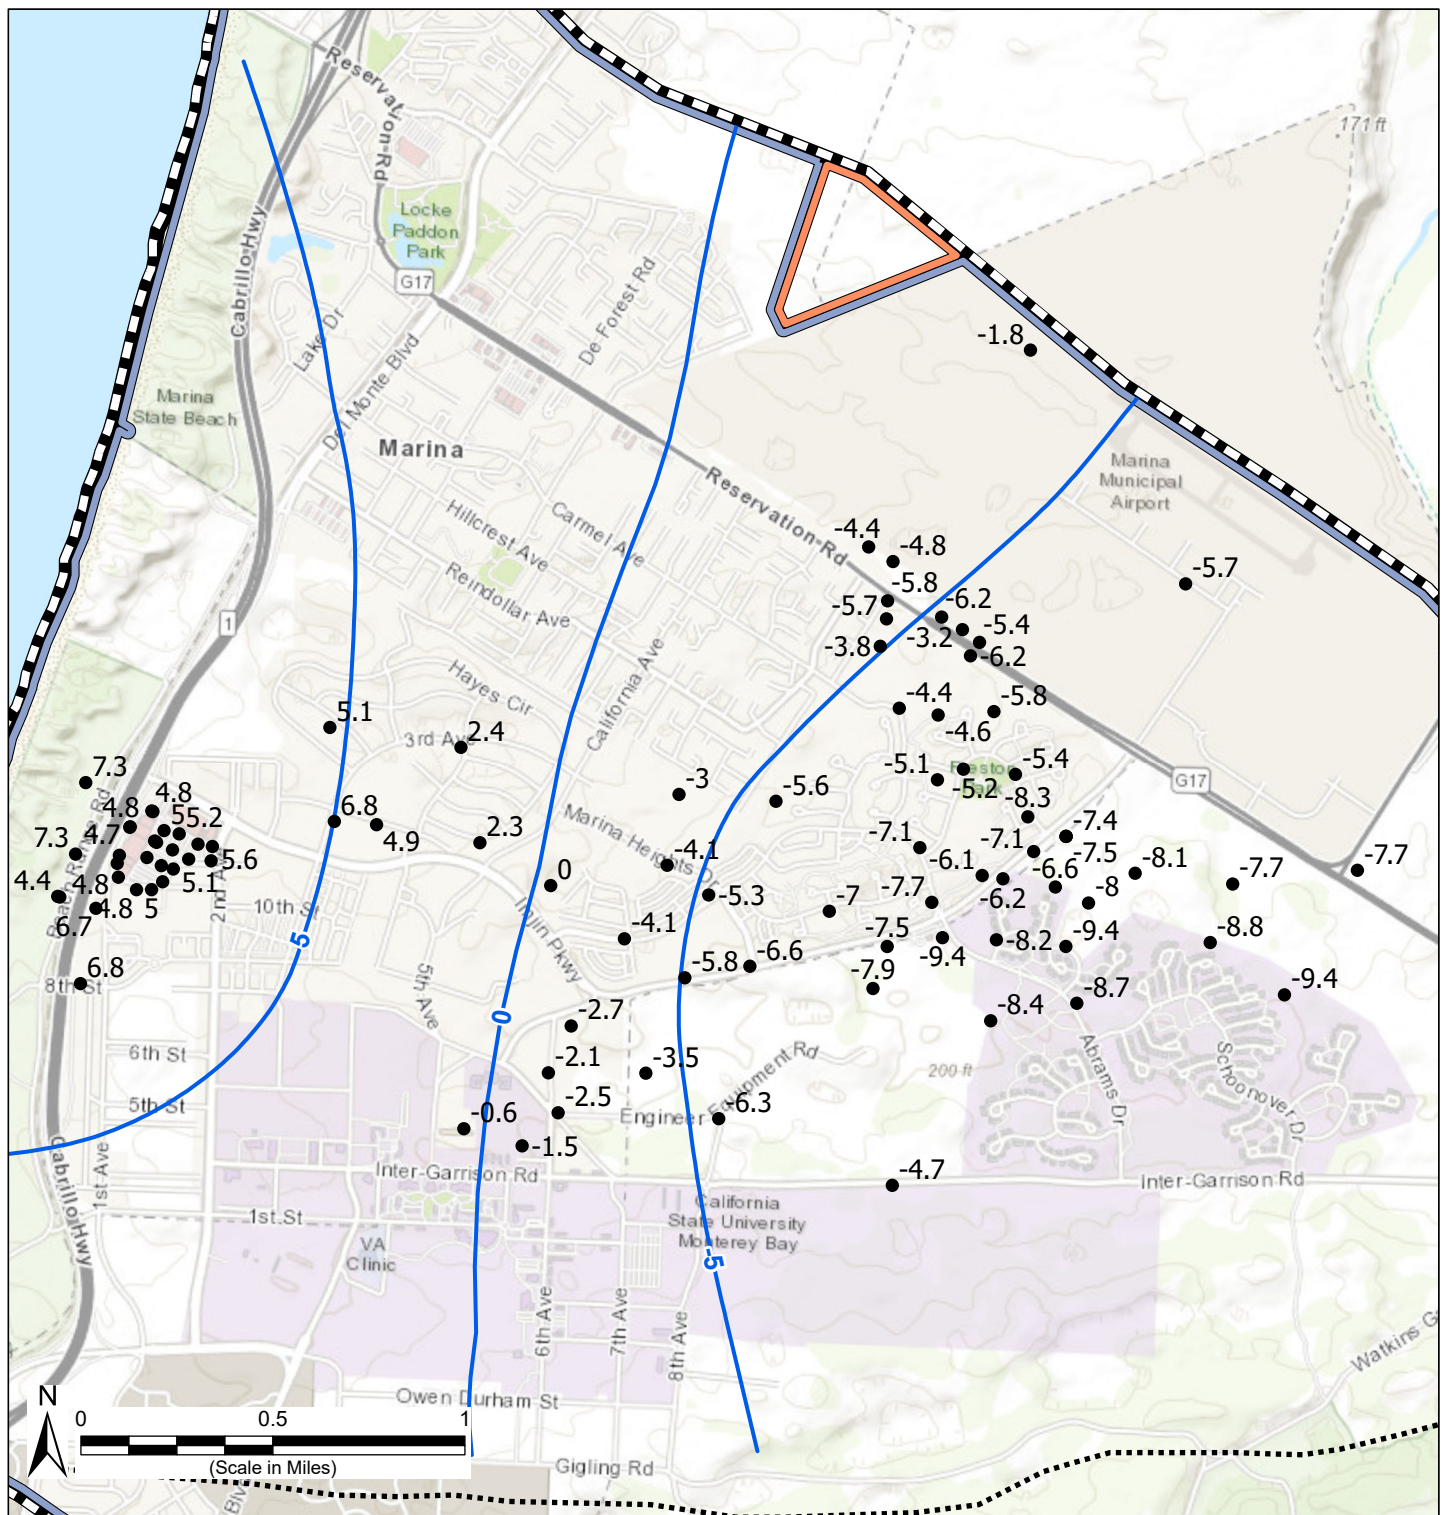 Reservation-Rd
171 ft
Locke
Paddon
Park
Cabrillo Hwy
G17
De Forest Rd
Lake Dr
-1.8
Del Monte Blvd
Marina
State Beach
Marina
Marina
Municipal
Airport
Reservation-Rd
Hillcrest Ave
Carmel Ave
-4.4
-4.8
-5.7
Reindollar Ave
-5.8
-5.7
-6.2
1
-3.8
-3.2
-5.4
-6.2
California Ave
Hayes Cir
5.1
3rd Ave
2.4
-4.4
-4.6
-5.8
7.3
-3
-5.6
-5.1
-5.2
-5.4
G17
4.8
4.8
5
5.2
6.8
4.9
2.3
Marina Heights Dr
-8.3
7.3
4.7
-7.1
-7.1
-7.4
-7.5
5.6
-4.1
-6.1
-6.6
-8.1
-7.7
-7.7
4.4
4.8
5.1
0
-5.3
-7
-7.7
-6.2
-8
6.7
4.8
5
2nd Ave
10th St
Imjin Pkwy
-4.1
-7.5
-9.4
-8.2
-9.4
-8.8
5
6.8
8th St
-5.8
-6.6
-7.9
-9.4
5th Ave
0
-2.7
-8.4
-8.7
6th St
-2.1
-3.5
Equipment Rd
200 ft
Abrams Dr
Schoonover Dr
5th St
-0.6
-2.5
Engineer
-6.3
-1.5
Cabrillo Hwy
1st Ave
Inter-Garrison Rd
-4.7
Inter-Garrison Rd
1st St
California
State University
Monterey Bay
VA
Clinic
-5
6th Ave
7th Ave
8th Ave
Watkins G
N
0
0.5
1
Owen Durham St
(Scale in Miles)
Gigling Rd